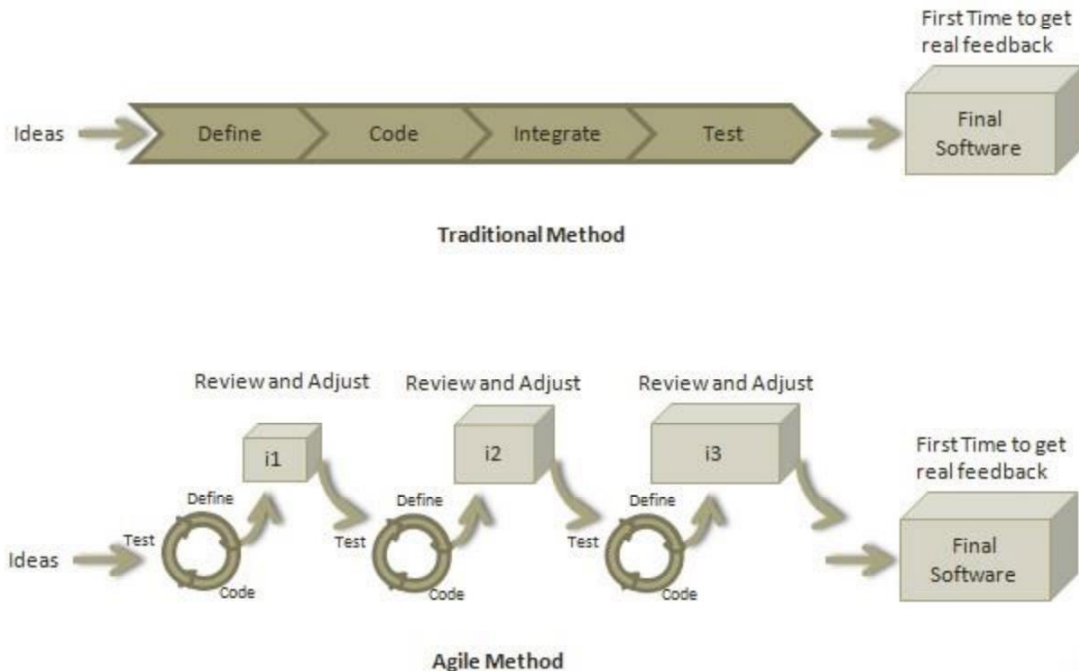 First Time to get
real feedback
Ideas
Define
Code
Integrate
Test
Final
Software
Traditional Method
Review and Adjust
Review and Adjust
Review and Adjust
First Time to get
real feedback
i1
i2
i3
Define
Define
Define
Test
Test
Test
Ideas
Code
Code
Code
Final
Software
Agile Method